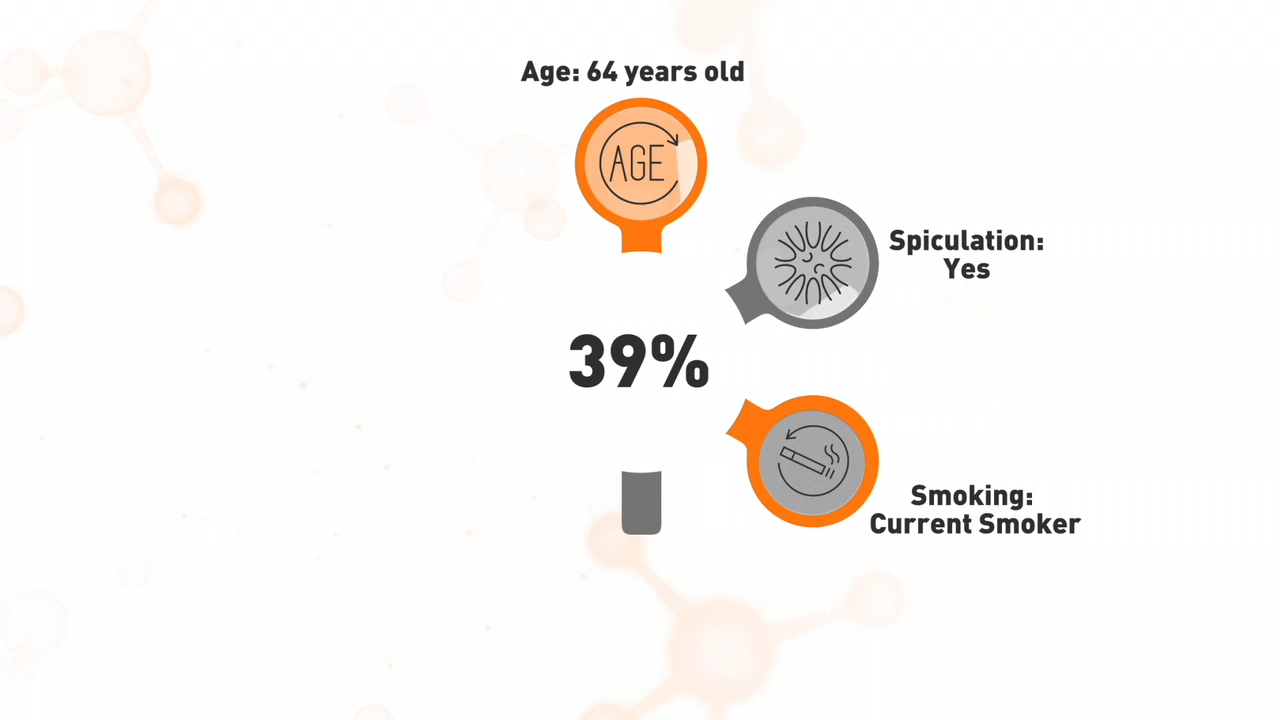 Age: 64 years old
AGE
Spiculation:
Yes
39%
Smoking:
Current Smoker